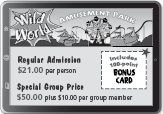 Wild World AMUSEMENT PARK
Regular Admission
$21.00 per person
Special Group Price
$50.00 plus $10.00 per group member
Includes
100-point
BONUS
CARD